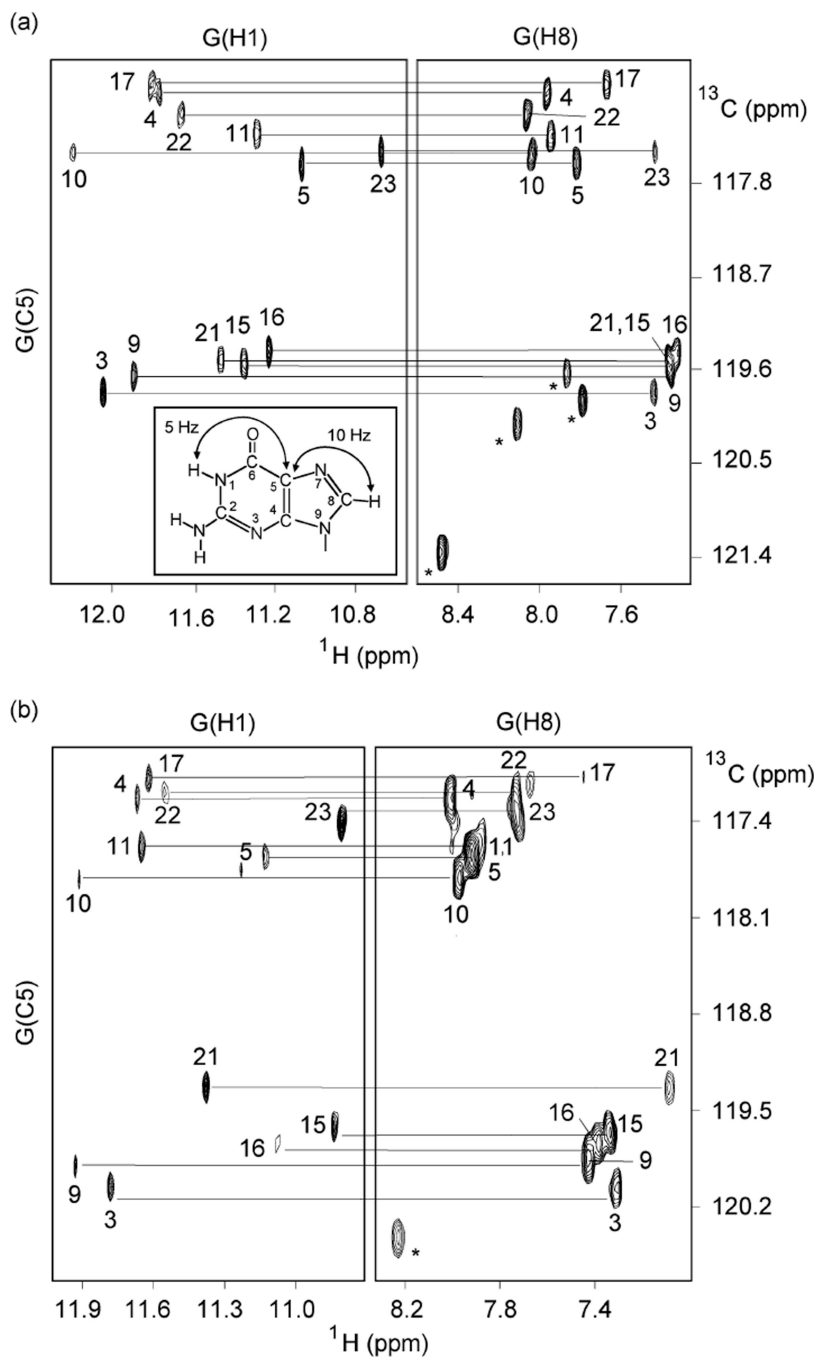 (a)
G(H1) G(H8)
17 17
4 4 13C (ppm)
22 22
11 11
10 5 23 10 5 23
117.8
G(C5)
118.7
21 15 16 21,15 16
3 9 119.6
* * 3 9
5 Hz 10 Hz
O
H N 1 6 C C 5 N 7
C 8 H
H N C 2 3 N 4 C 9 N
H
*
120.5
*
121.4
12.0 11.6 11.2 10.8 8.4 8.0 7.6
1H (ppm)
(b)
G(H1) G(H8)
13C (ppm)
17 22 17
4 22 23 4 23
117.4
11 5 1,1 5
10 10
118.1
G(C5)
118.8
21 21
119.5
15 16 15
16 9
9 3 3
120.2
*
11.9 11.6 11.3 11.0 8.2 7.8 7.4
1H (ppm)